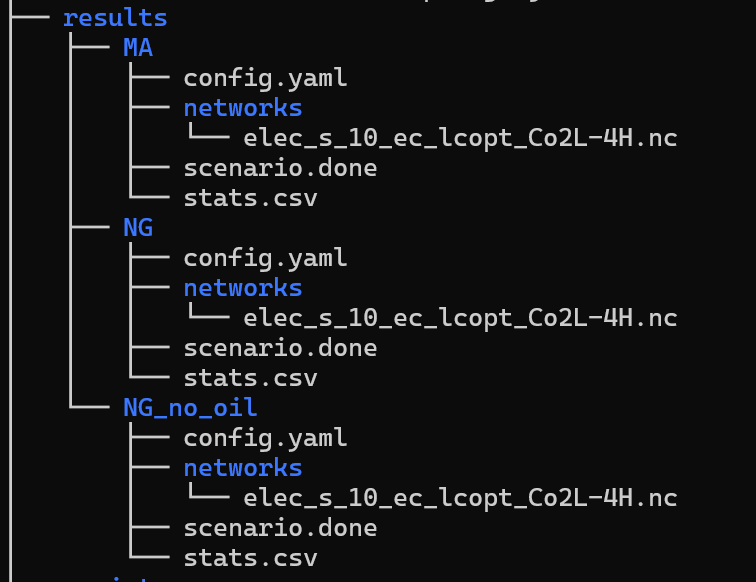 results
MA
config.yaml
networks
elec_s_10_ec_lcopt_Co2L-4H.nc
scenario.done
stats.csv
NG
config.yaml
networks
elec_s_10_ec_lcopt_Co2L-4H.nc
scenario.done
stats.csv
NG_no_oil
config.yaml
networks
elec_s_10_ec_lcopt_Co2L-4H.nc
scenario.done
stats.csv